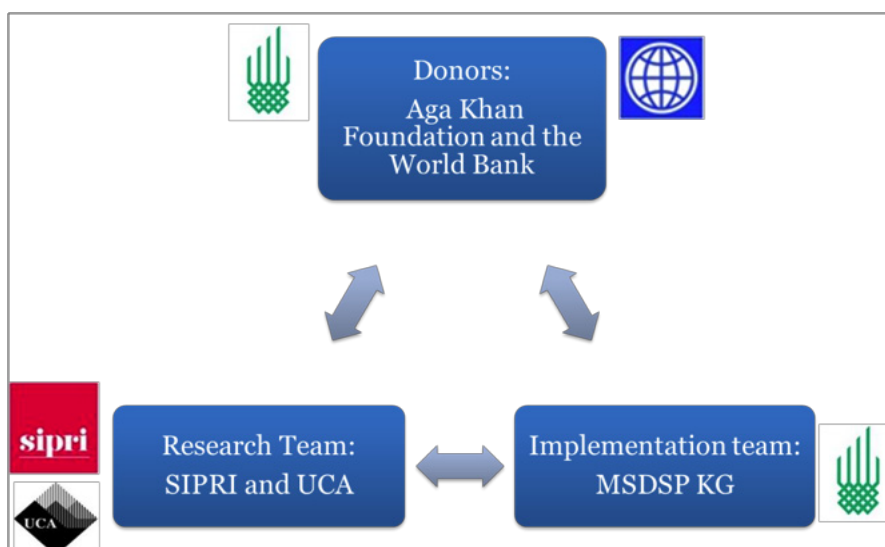 Donors:
Aga Khan
Foundation and the
World Bank
sipri
Research Team:
SIPRI and UCA
Implementation team:
MSDSP KG
UCA